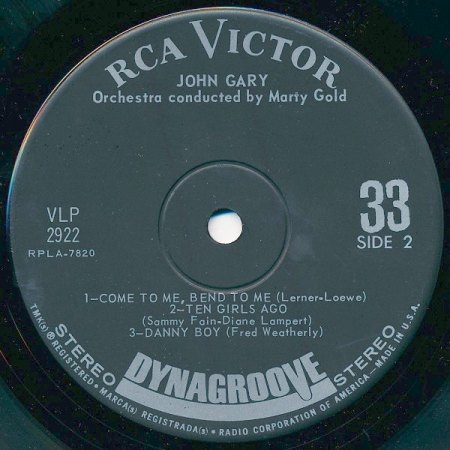 RCA VICTOR
JOHN GARY
Orchestra conducted by Marty Gold
VLP
2922
RPLA-7820
33
SIDE 2
1-COME TO ME, BEND TO ME (Lerner-Loewe)
2-TEN GIRLS AGO
(Sammy Fain-Diane Lampert)
3-DANNY BOY (Fred Weatherly)
STEREO
DYNAGROOVE
STEREO
TMK(s) ® REGISTERED • MARCA(s) REGISTRADA(s) • RADIO CORPORATION OF AMERICA—MADE IN U.S.A.